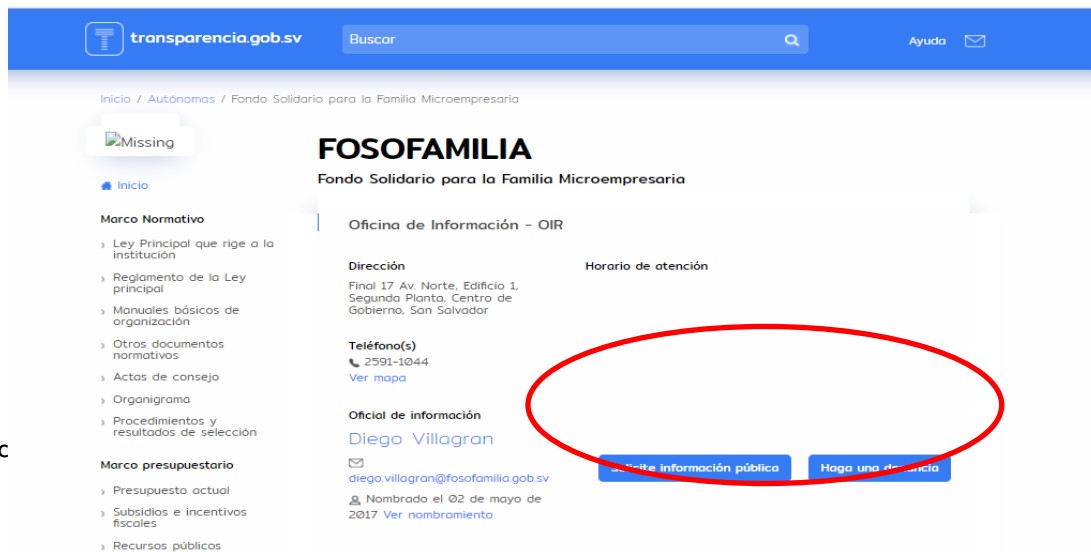 transparencia.gob.sv
Buscar
Ayuda
Inicio / Autónomas / Fondo Solidario para la Familia Microempresaria
Missing
Inicio
Marco Normativo
› Ley Principal que rige a la
institución
› Reglamento de la Ley
principal
› Manuales básicos de
organización
› Otros documentos
normativos
› Actas de consejo
› Organigrama
› Procedimientos y
resultados de selección
Marco presupuestario
› Presupuesto actual
› Subsidios e incentivos
fiscales
› Recursos públicos
FOSOFAMILIA
Fondo Solidario para la Familia Microempresaria
Oficina de Información - OIR
Dirección
Final 17 Av. Norte, Edificio 1,
Segunda Planta, Centro de
Gobierno, San Salvador
Horario de atención
Teléfono(s)
2591-1044
Ver mapa
Oficial de información
Diego Villagran
diego.villagran@fosofamilia.gob.sv
Nombrado el 02 de mayo de
2017 Ver nombramiento
Solicite información pública
Haga una denuncia